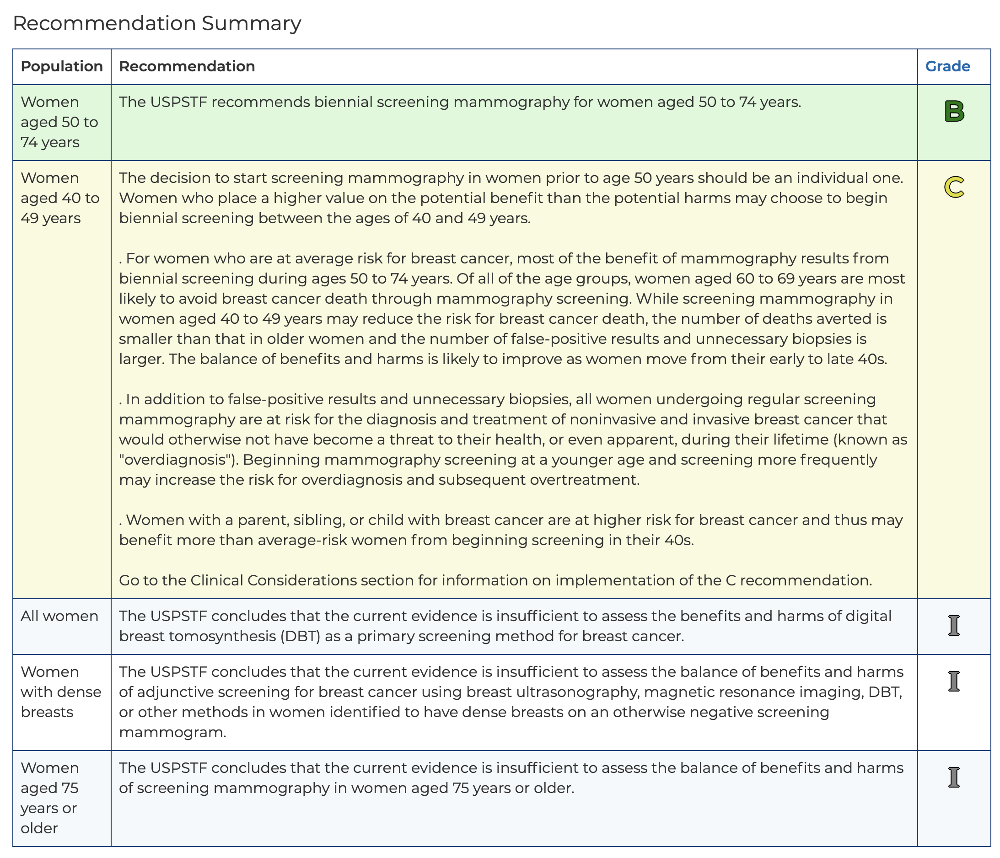 Recommendation Summary
Population
Recommendation
Grade
Women
aged 50 to
74 years
The USPSTF recommends biennial screening mammography for women aged 50 to 74 years.
B
Women
aged 40 to
49 years
The decision to start screening mammography in women prior to age 50 years should be an individual one.
Women who place a higher value on the potential benefit than the potential harms may choose to begin
biennial screening between the ages of 40 and 49 years.
. For women who are at average risk for breast cancer, most of the benefit of mammography results from
biennial screening during ages 50 to 74 years. Of all of the age groups, women aged 60 to 69 years are most
likely to avoid breast cancer death through mammography screening. While screening mammography in
women aged 40 to 49 years may reduce the risk for breast cancer death, the number of deaths averted is
smaller than that in older women and the number of false-positive results and unnecessary biopsies is
larger. The balance of benefits and harms is likely to improve as women move from their early to late 40s.
. In addition to false-positive results and unnecessary biopsies, all women undergoing regular screening
mammography are at risk for the diagnosis and treatment of noninvasive and invasive breast cancer that
would otherwise not have become a threat to their health, or even apparent, during their lifetime (known as
"overdiagnosis"). Beginning mammography screening at a younger age and screening more frequently
may increase the risk for overdiagnosis and subsequent overtreatment.
. Women with a parent, sibling, or child with breast cancer are at higher risk for breast cancer and thus may
benefit more than average-risk women from beginning screening in their 40s.
Go to the Clinical Considerations section for information on implementation of the C recommendation.
C
All women
The USPSTF concludes that the current evidence is insufficient to assess the benefits and harms of digital
breast tomosynthesis (DBT) as a primary screening method for breast cancer.
I
Women
with dense
breasts
The USPSTF concludes that the current evidence is insufficient to assess the balance of benefits and harms
of adjunctive screening for breast cancer using breast ultrasonography, magnetic resonance imaging, DBT,
or other methods in women identified to have dense breasts on an otherwise negative screening
mammogram.
I
Women
aged 75
years or
older
The USPSTF concludes that the current evidence is insufficient to assess the balance of benefits and harms
of screening mammography in women aged 75 years or older.
I